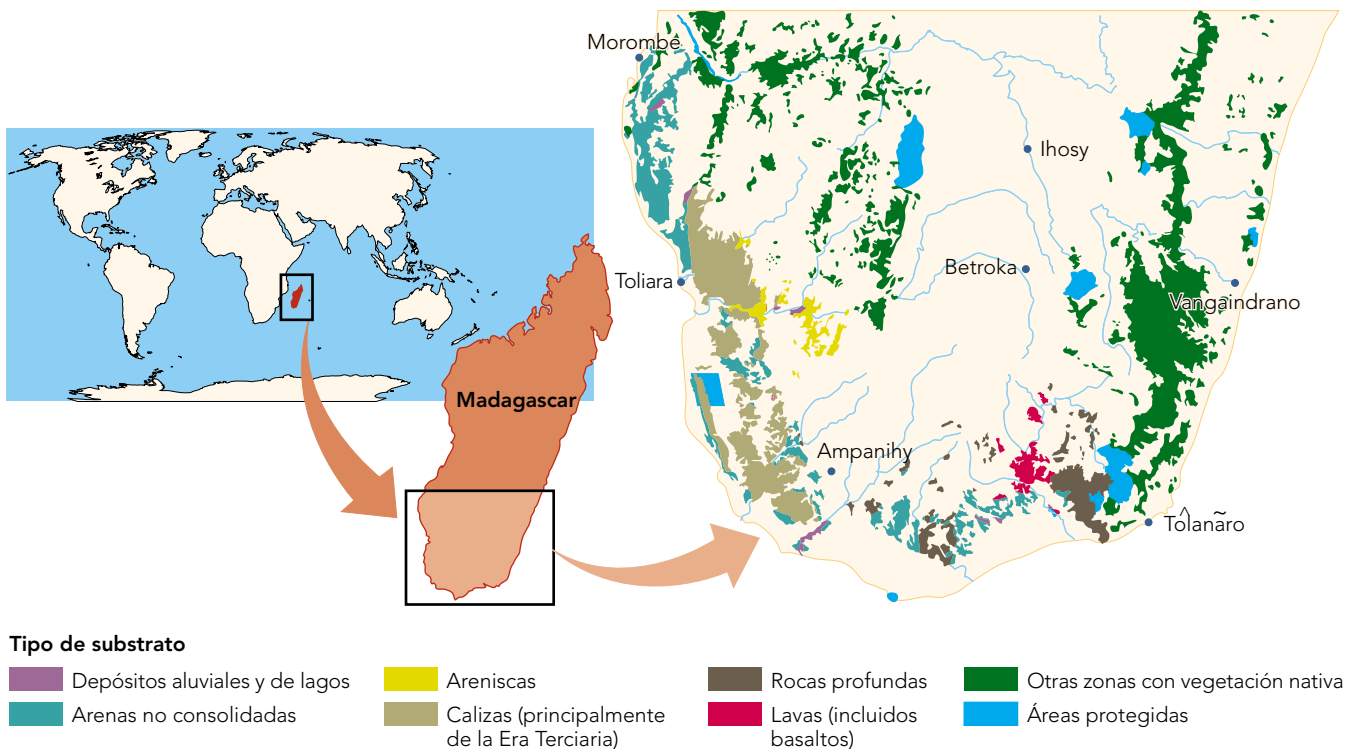 Morombe
Ihosy
Betroka
Toliara
Vangaindrano
Madagascar
Ampanihy
Tôlanãro
Tipo de substrato
Depósitos aluviales y de lagos
Areniscas
Rocas profundas
Otras zonas con vegetación nativa
Arenas no consolidadas
Calizas (principalmente
de la Era Terciaria)
Lavas (incluidos
basaltos)
Áreas protegidas